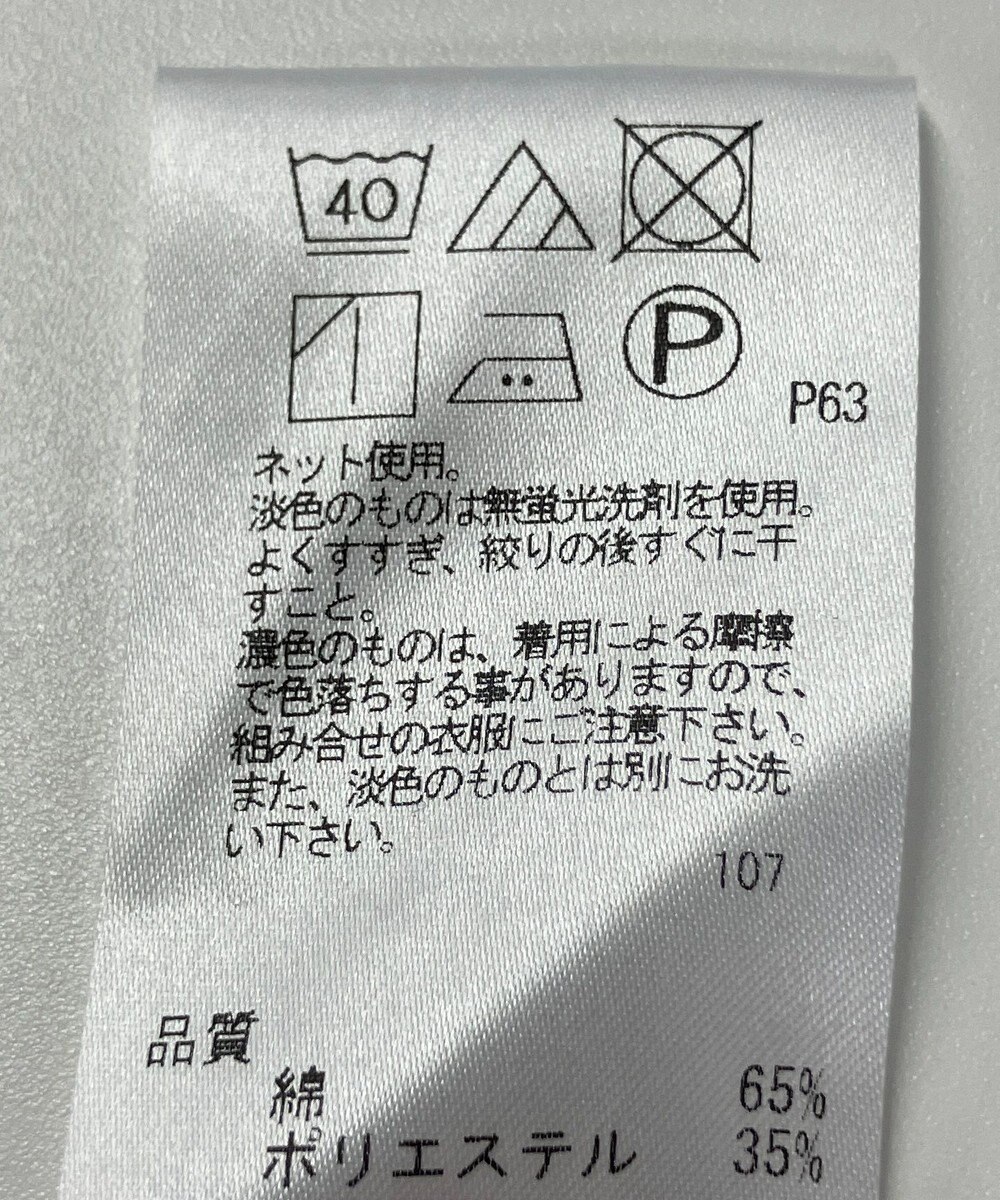 40
P
P63
ネット使用。
淡色のものは無蛍光洗剤を使用。
よくすすぎ、絞りの後すぐに干
すこと。
濃色のものは、着用による摩擦
で色落ちする事がありますので、
組み合せの衣服にご注意下さい。
また、淡色のものとは別にお洗
い下さい。
107
品質
綿 65%
ポリエステル 35%